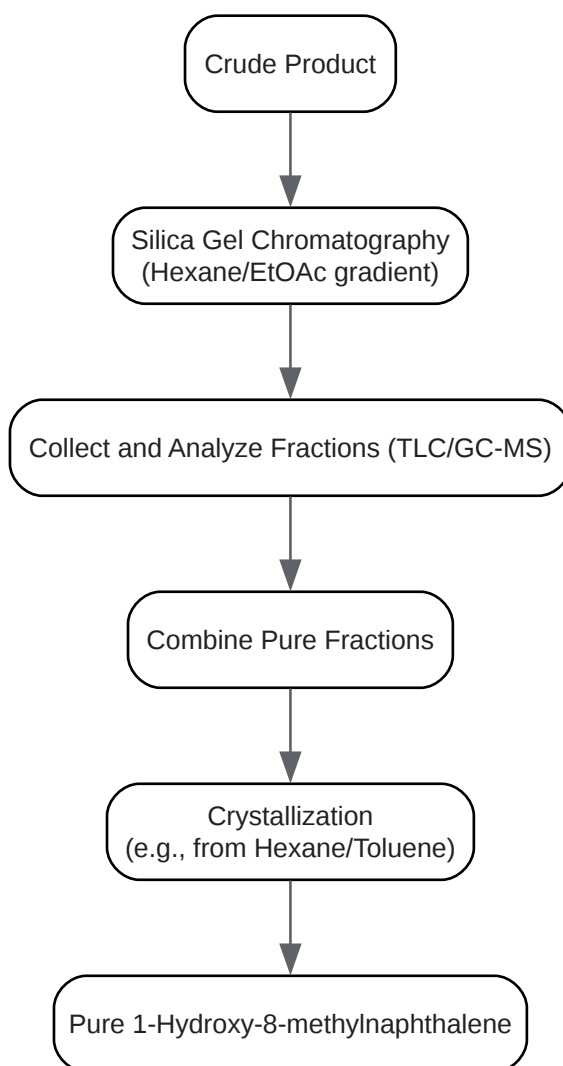 Crude Product
Silica Gel Chromatography
(Hexane/EtOAc gradient)
Collect and Analyze Fractions (TLC/GC-MS)
Combine Pure Fractions
Crystallization
(e.g., from Hexane/Toluene)
Pure 1-Hydroxy-8-methylnaphthalene